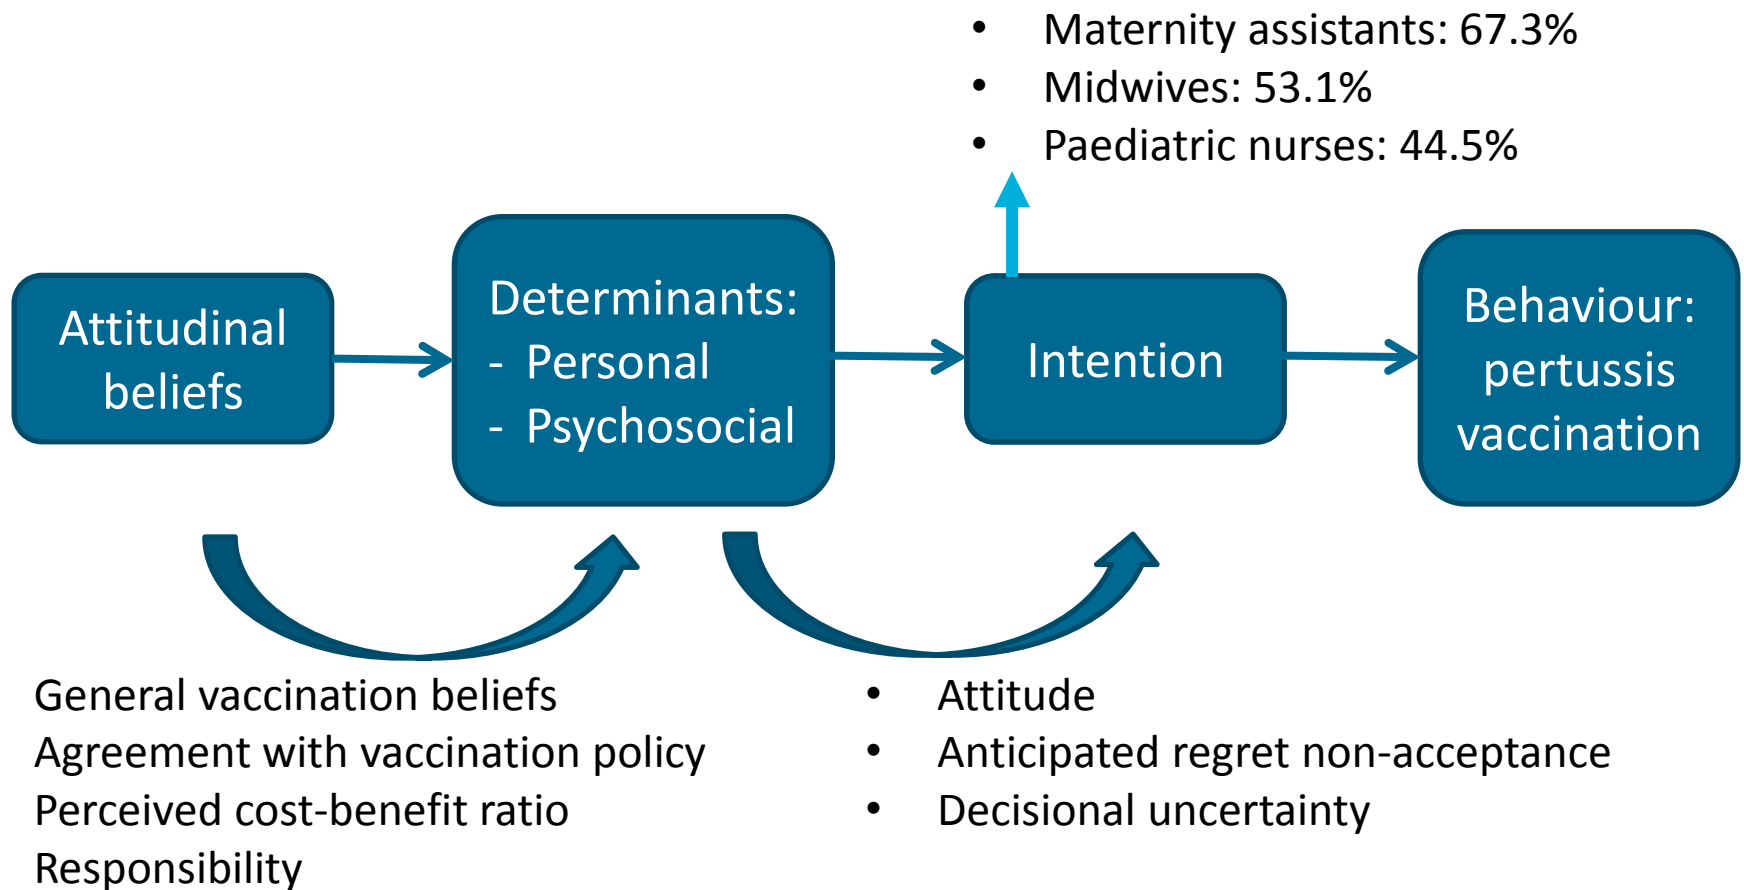 • Maternity assistants: 67.3%
• Midwives: 53.1%
• Paediatric nurses: 44.5%
Attitudinal
beliefs
Determinants:
- Personal
- Psychosocial
Intention
Behaviour:
pertussis
vaccination
General vaccination beliefs
Agreement with vaccination policy
Perceived cost-benefit ratio
Responsibility
• Attitude
• Anticipated regret non-acceptance
• Decisional uncertainty